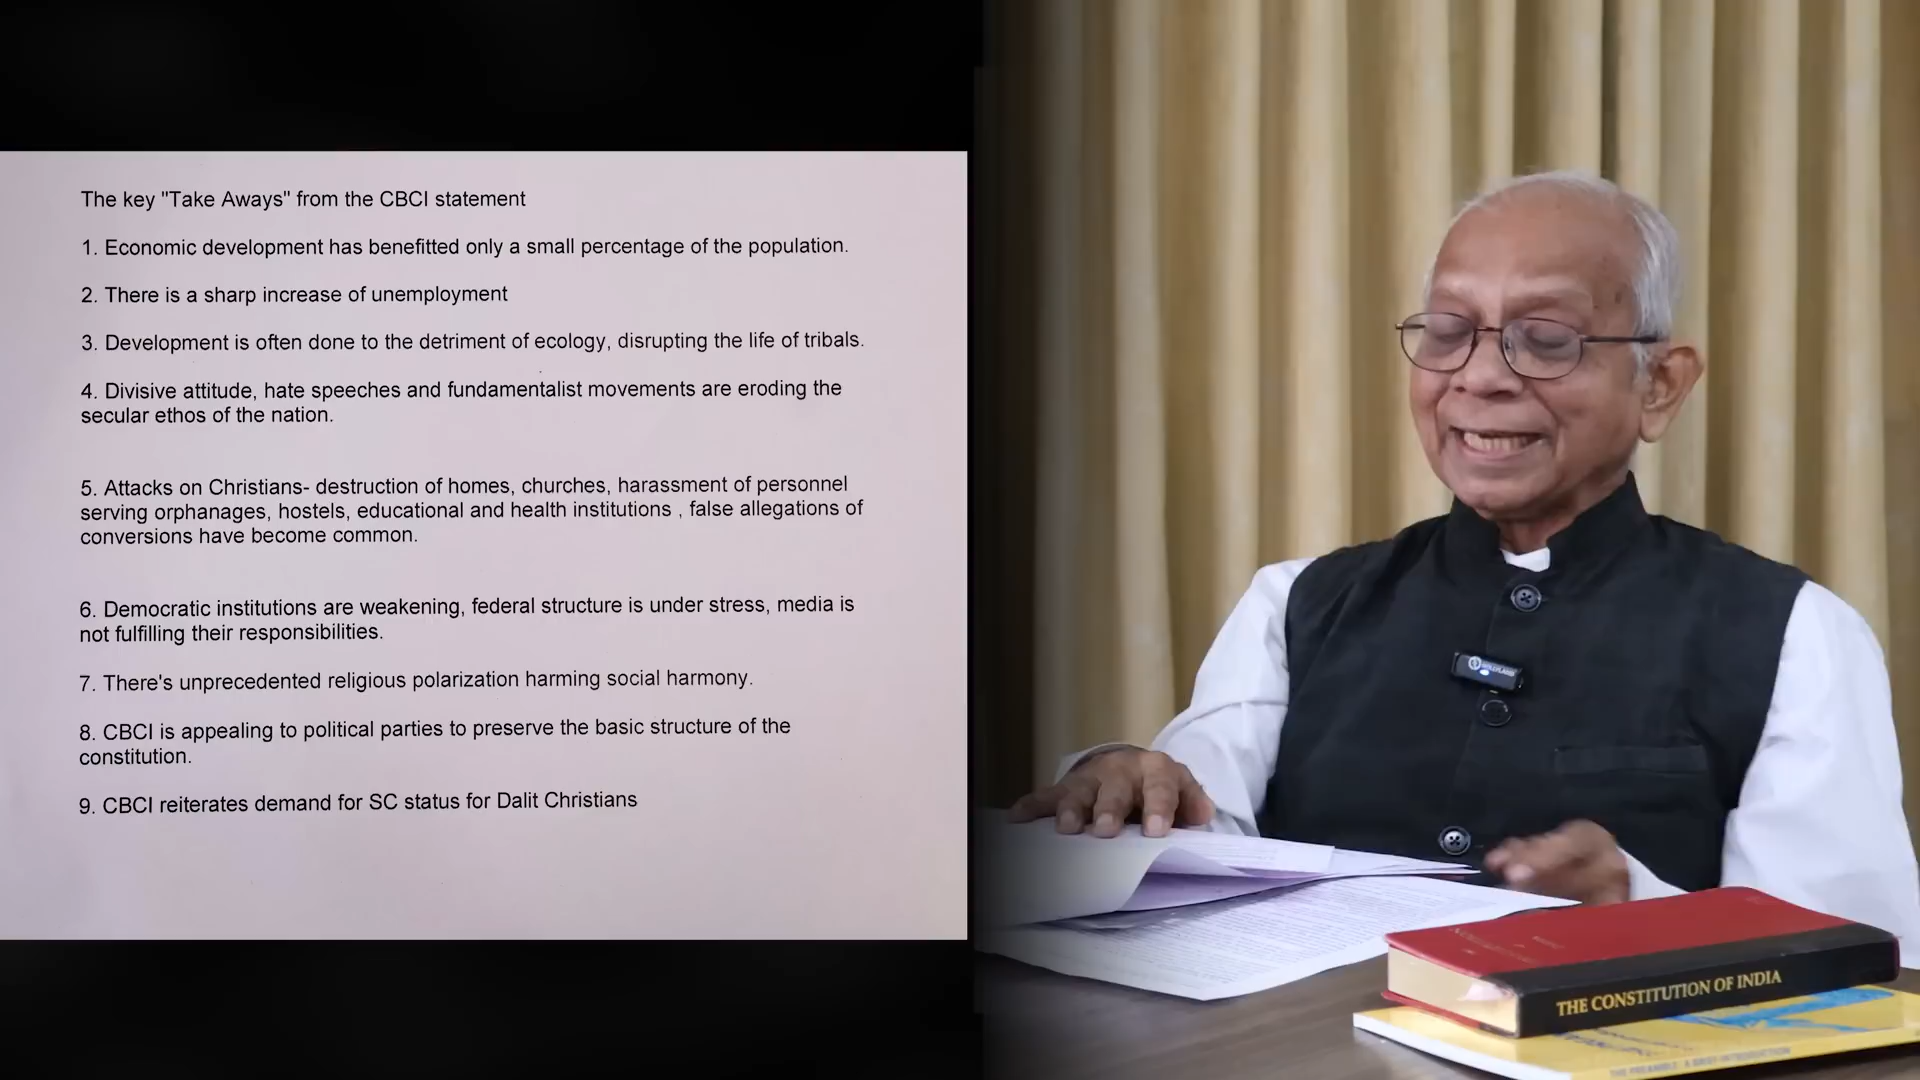 The key "Take Aways" from the CBCI statement
1. Economic development has benefitted only a small percentage of the population.
2. There is a sharp increase of unemployment
3. Development is often done to the detriment of ecology, disrupting the life of tribals.
4. Divisive attitude, hate speeches and fundamentalist movements are eroding the
secular ethos of the nation.
5. Attacks on Christians- destruction of homes, churches, harassment of personnel
serving orphanages, hostels, educational and health institutions , false allegations of
conversions have become common.
6. Democratic institutions are weakening, federal structure is under stress, media is
not fulfilling their responsibilities.
7. There's unprecedented religious polarization harming social harmony.
8. CBCI is appealing to political parties to preserve the basic structure of the
constitution.
9. CBCI reiterates demand for SC status for Dalit Christians
THE CONSTITUTION OF INDIA
THE PREAMBLE: A BRIEF INTRODUCTION